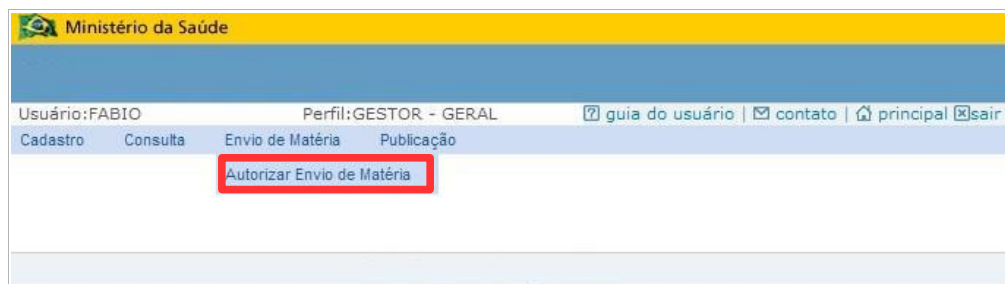 Ministério da Saúde
Usuário:FABIO Perfil:GESTOR - GERAL guia do usuário | contato | principal sair
Cadastro Consulta Envio de Matéria Publicação
Autorizar Envio de Matéria